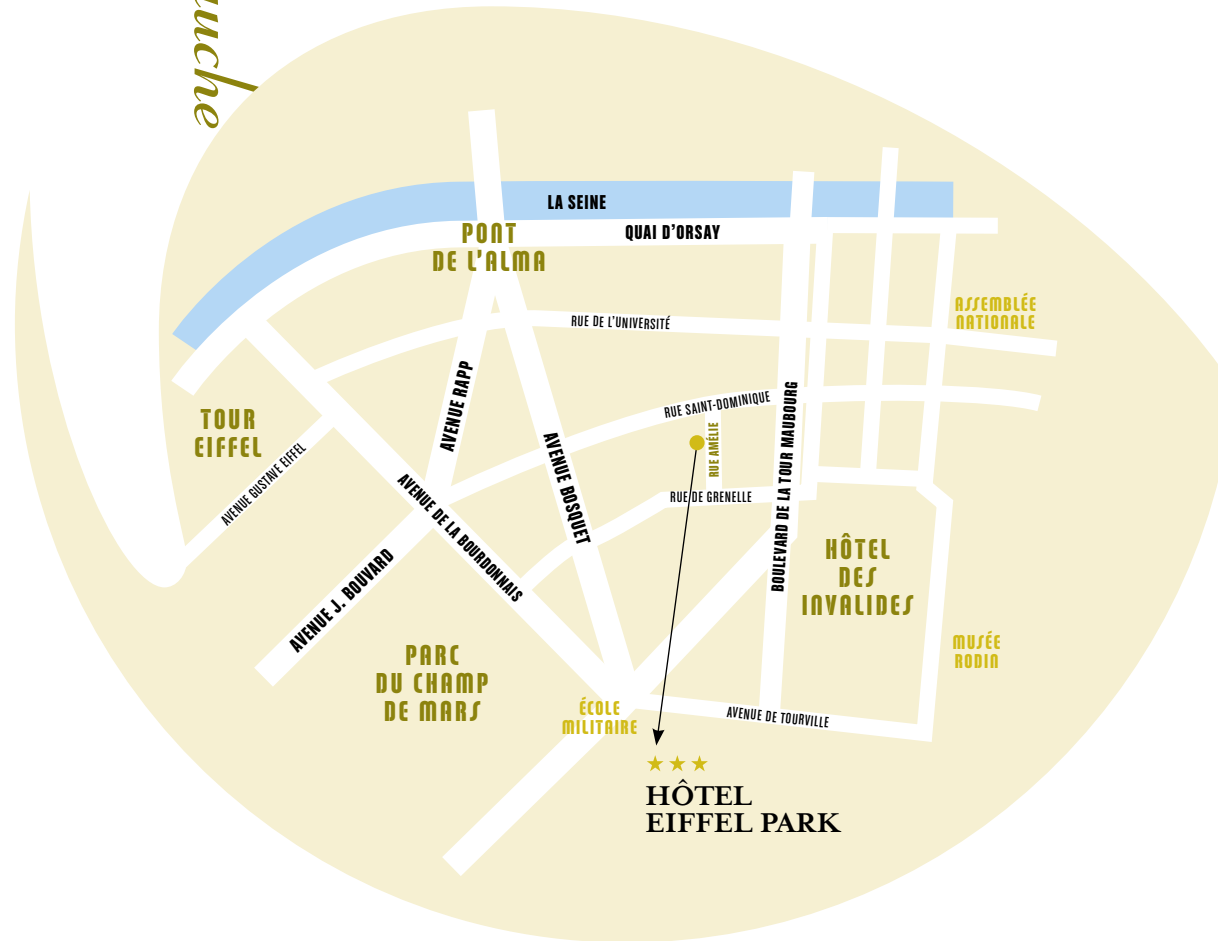 LA SEINE
QUAI D'ORSAY
PONT
DE L'ALMA
ASSEMBLÉE
NATIONALE
RUE DE L'UNIVERSITÉ
AVENUE RAPP
RUE SAINT-DOMINIQUE
BOULEVARD DE LA TOUR MAUBOURG
TOUR
EIFFEL
RUE AMÉLIE
AVENUE GUSTAVE EIFFEL
AVENUE BOSQUET
RUE DE GRENELLE
AVENUE DE LA BOURDONNAIS
AVENUE J. BOUVARD
HÔTEL
DES
INVALIDES
MUSÉE
RODIN
PARC
DU CHAMP
DE MARS
ÉCOLE
MILITAIRE
AVENUE DE TOURVILLE
HÔTEL
EIFFEL PARK